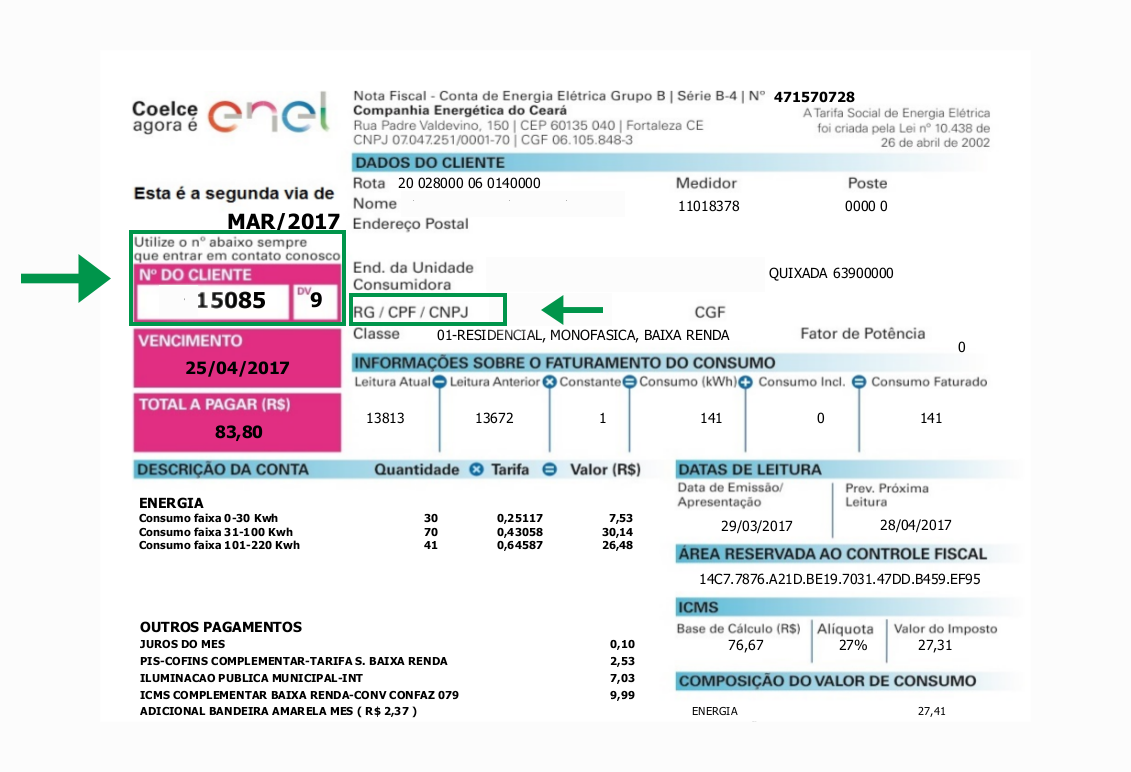 Coelce
agora é
enel
Nota Fiscal - Conta de Energia Elétrica Grupo B | Série B-4 | Nº 471570728
Companhia Energética do Ceará
Rua Padre Valdevino, 150 | CEP 60135 040 | Fortaleza CE
CNPJ 07.047.251/0001-70 | CGF 06.105.848-3
A Tarifa Social de Energia Elétrica
foi criada pela Lei nº 10.438 de
26 de abril de 2002
Esta é a segunda via de
MAR/2017
Utilize o nº abaixo sempre
que entrar em contato conosco
Nº DO CLIENTE
15085
DV
9
VENCIMENTO
25/04/2017
TOTAL A PAGAR (R$)
83,80
DADOS DO CLIENTE
Rota 20 028000 06 0140000
Medidor
Poste
Nome
11018378
0000 0
Endereço Postal
End. da Unidade
Consumidora
QUIXADA 63900000
RG / CPF / CNPJ
CGF
Classe 01-RESIDENCIAL, MONOFASICA, BAIXA RENDA
Fator de Potência
0
INFORMAÇÕES SOBRE O FATURAMENTO DO CONSUMO
Leitura Atual - Leitura Anterior x Constante = Consumo (kWh) + Consumo Incl. = Consumo Faturado
13813 13672 1 141 0 141
DESCRIÇÃO DA CONTA Quantidade x Tarifa = Valor (R$)
ENERGIA
Consumo faixa 0-30 Kwh 30 0,25117 7,53
Consumo faixa 31-100 Kwh 70 0,43058 30,14
Consumo faixa 101-220 Kwh 41 0,64587 26,48
OUTROS PAGAMENTOS
JUROS DO MES 0,10
PIS-COFINS COMPLEMENTAR-TARIFA S. BAIXA RENDA 2,53
ILUMINACAO PUBLICA MUNICIPAL-INT 7,03
ICMS COMPLEMENTAR BAIXA RENDA-CONV CONFAZ 079 9,99
ADICIONAL BANDEIRA AMARELA MES ( R$ 2,37 )
DATAS DE LEITURA
Data de Emissão/
Apresentação
29/03/2017
Prev. Próxima
Leitura
28/04/2017
ÁREA RESERVADA AO CONTROLE FISCAL
14C7.7876.A21D.BE19.7031.47DD.B459.EF95
ICMS
Base de Cálculo (R$) Alíquota Valor do Imposto
76,67 27% 27,31
COMPOSIÇÃO DO VALOR DE CONSUMO
ENERGIA 27,41